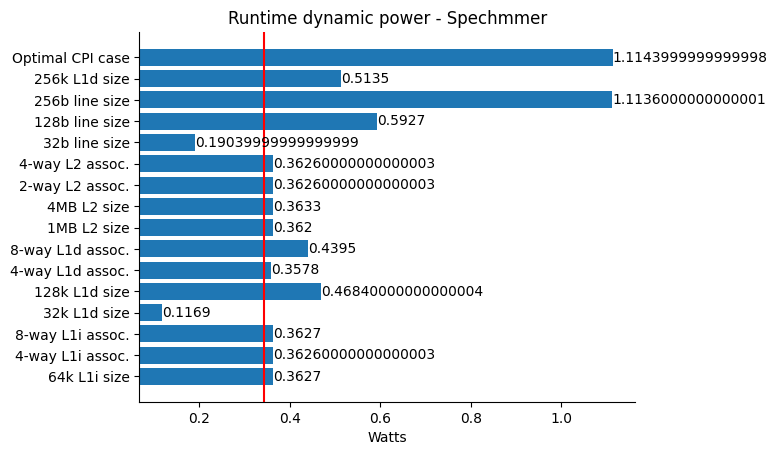 Runtime dynamic power - Spechmmer
Optimal CPI case 1.1143999999999998
256k L1d size 0.5135
256b line size 1.1136000000000001
128b line size 0.5927
32b line size 0.19039999999999999
4-way L2 assoc. 0.36260000000000003
2-way L2 assoc. 0.36260000000000003
4MB L2 size 0.3633
1MB L2 size 0.362
8-way L1d assoc. 0.4395
4-way L1d assoc. 0.3578
128k L1d size 0.46840000000000004
32k L1d size 0.1169
8-way L1i assoc. 0.3627
4-way L1i assoc. 0.36260000000000003
64k L1i size 0.3627
0.2 0.4 0.6 0.8 1.0
Watts